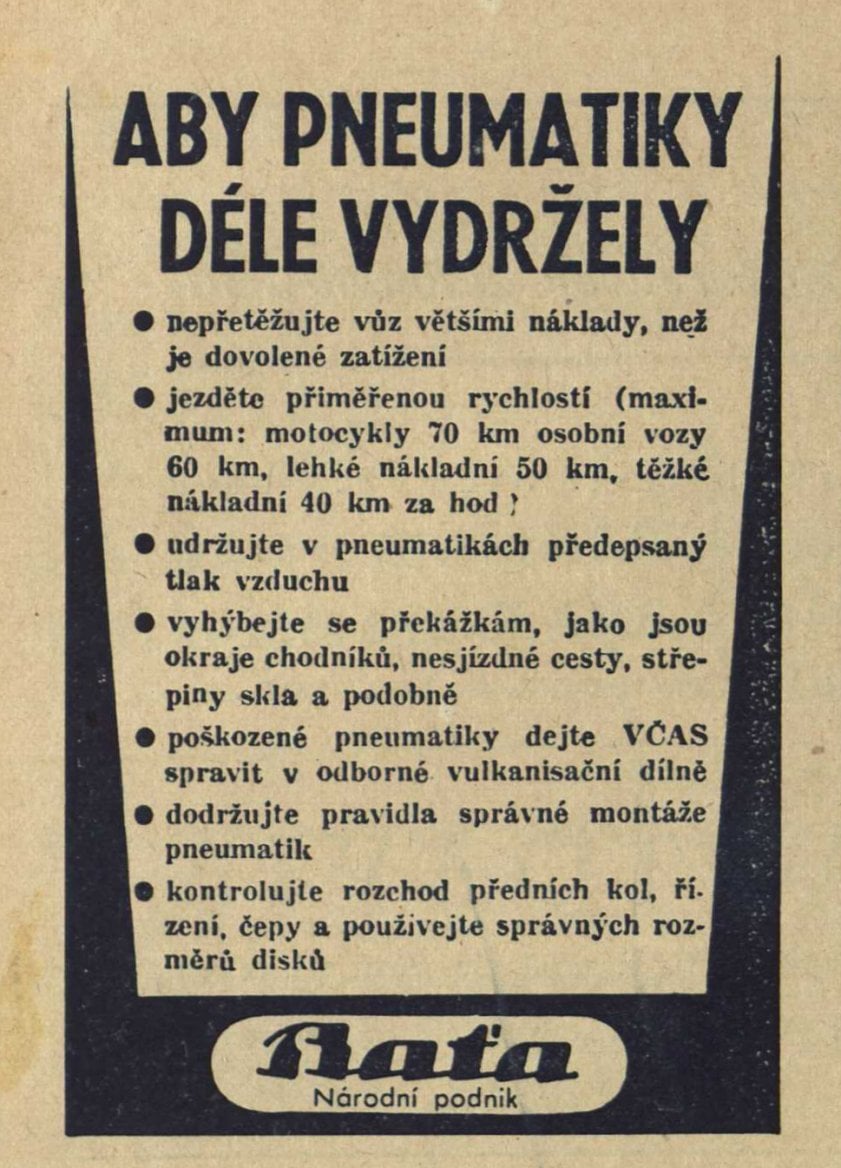 ABY PNEUMATIKY
DÉLE VYDRŽELY
● nepřetěžujte vůz většími náklady, než
je dovolené zatížení
● jezděte přiměřenou rychlostí (maxi-
mum: motocykly 70 km osobní vozy
60 km, lehké nákladní 50 km, těžké
nákladní 40 km za hod )
● udržujte v pneumatikách předepsaný
tlak vzduchu
● vyhýbejte se překážkám, jako jsou
okraje chodníků, nesjízdné cesty, stře-
piny skla a podobně
● poškozené pneumatiky dejte VČAS
spravit v odborné vulkanisační dílně
● dodržujte pravidla správné montáže
pneumatik
● kontrolujte rozchod předních kol, ří-
zení, čepy a používejte správných roz-
měrů disků
Baťa
Národní podnik